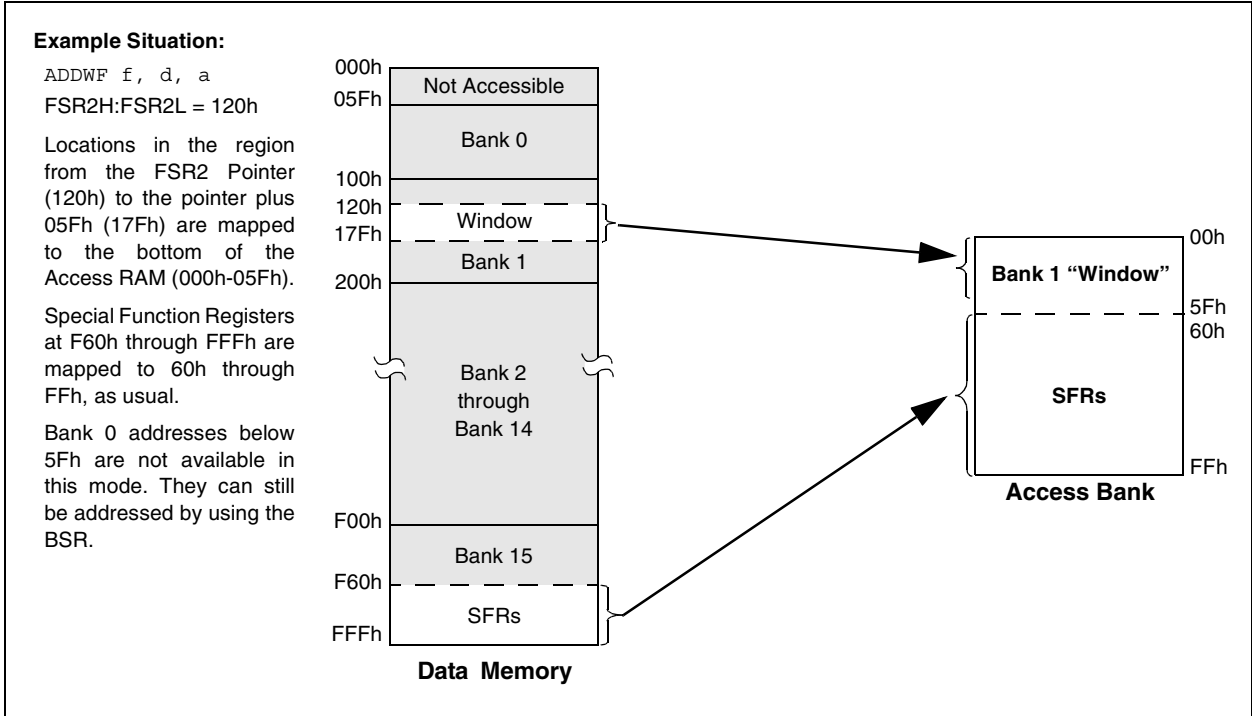 Example Situation:
ADDWF f, d, a
FSR2H:FSR2L = 120h
Locations in the region
from the FSR2 Pointer
(120h) to the pointer plus
05Fh (17Fh) are mapped
to the bottom of the
Access RAM (000h-05Fh).
Special Function Registers
at F60h through FFFh are
mapped to 60h through
FFh, as usual.
Bank 0 addresses below
5Fh are not available in
this mode. They can still
be addressed by using the
BSR.
000h
Not Accessible
05Fh
Bank 0
100h
120h
Window
17Fh
Bank 1
200h
Bank 2
through
Bank 14
F00h
Bank 15
F60h
SFRs
FFFh
Data Memory
00h
Bank 1 “Window”
5Fh
60h
SFRs
FFh
Access Bank